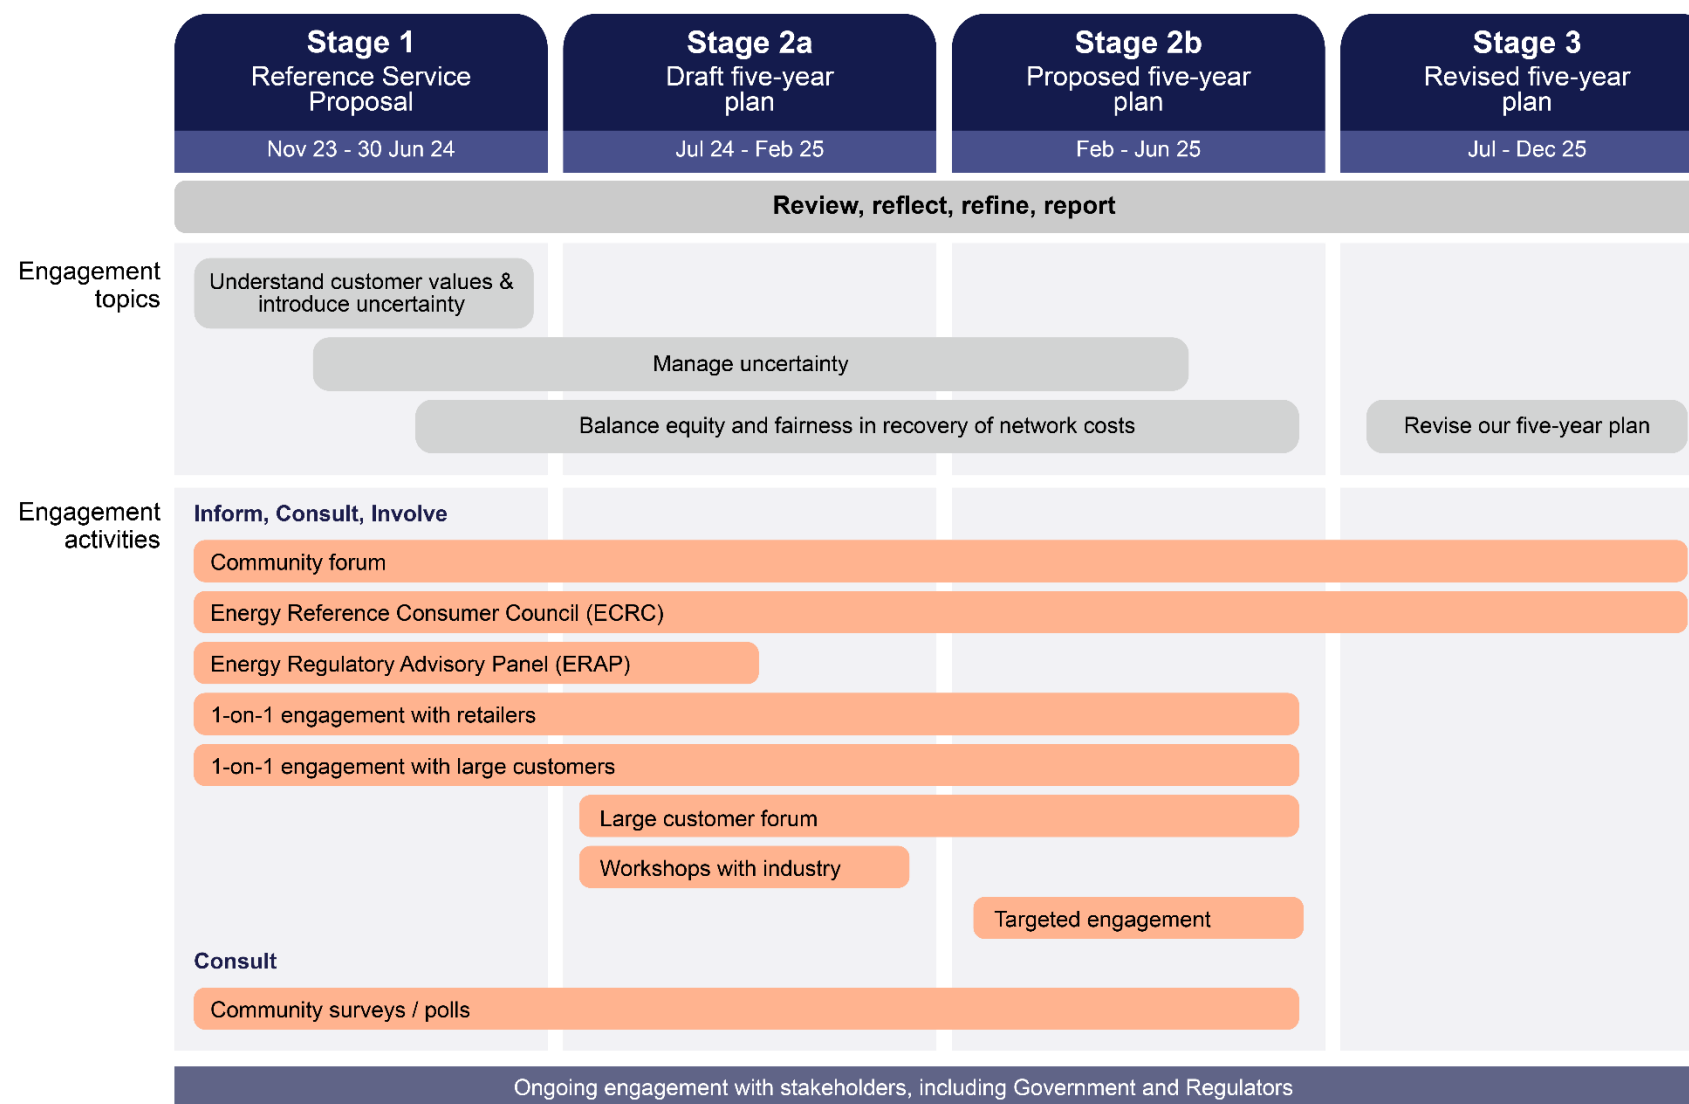 Stage 1
Reference Service
Proposal
Nov 23 - 30 Jun 24
Stage 2a
Draft five-year
plan
Jul 24 - Feb 25
Stage 2b
Proposed five-year
plan
Feb - Jun 25
Stage 3
Revised five-year
plan
Jul - Dec 25
Review, reflect, refine, report
Engagement
topics
Understand customer values &
introduce uncertainty
Manage uncertainty
Balance equity and fairness in recovery of network costs
Revise our five-year plan
Engagement
activities
Inform, Consult, Involve
Community forum
Energy Reference Consumer Council (ECRC)
Energy Regulatory Advisory Panel (ERAP)
1-on-1 engagement with retailers
1-on-1 engagement with large customers
Large customer forum
Workshops with industry
Targeted engagement
Consult
Community surveys / polls
Ongoing engagement with stakeholders, including Government and Regulators